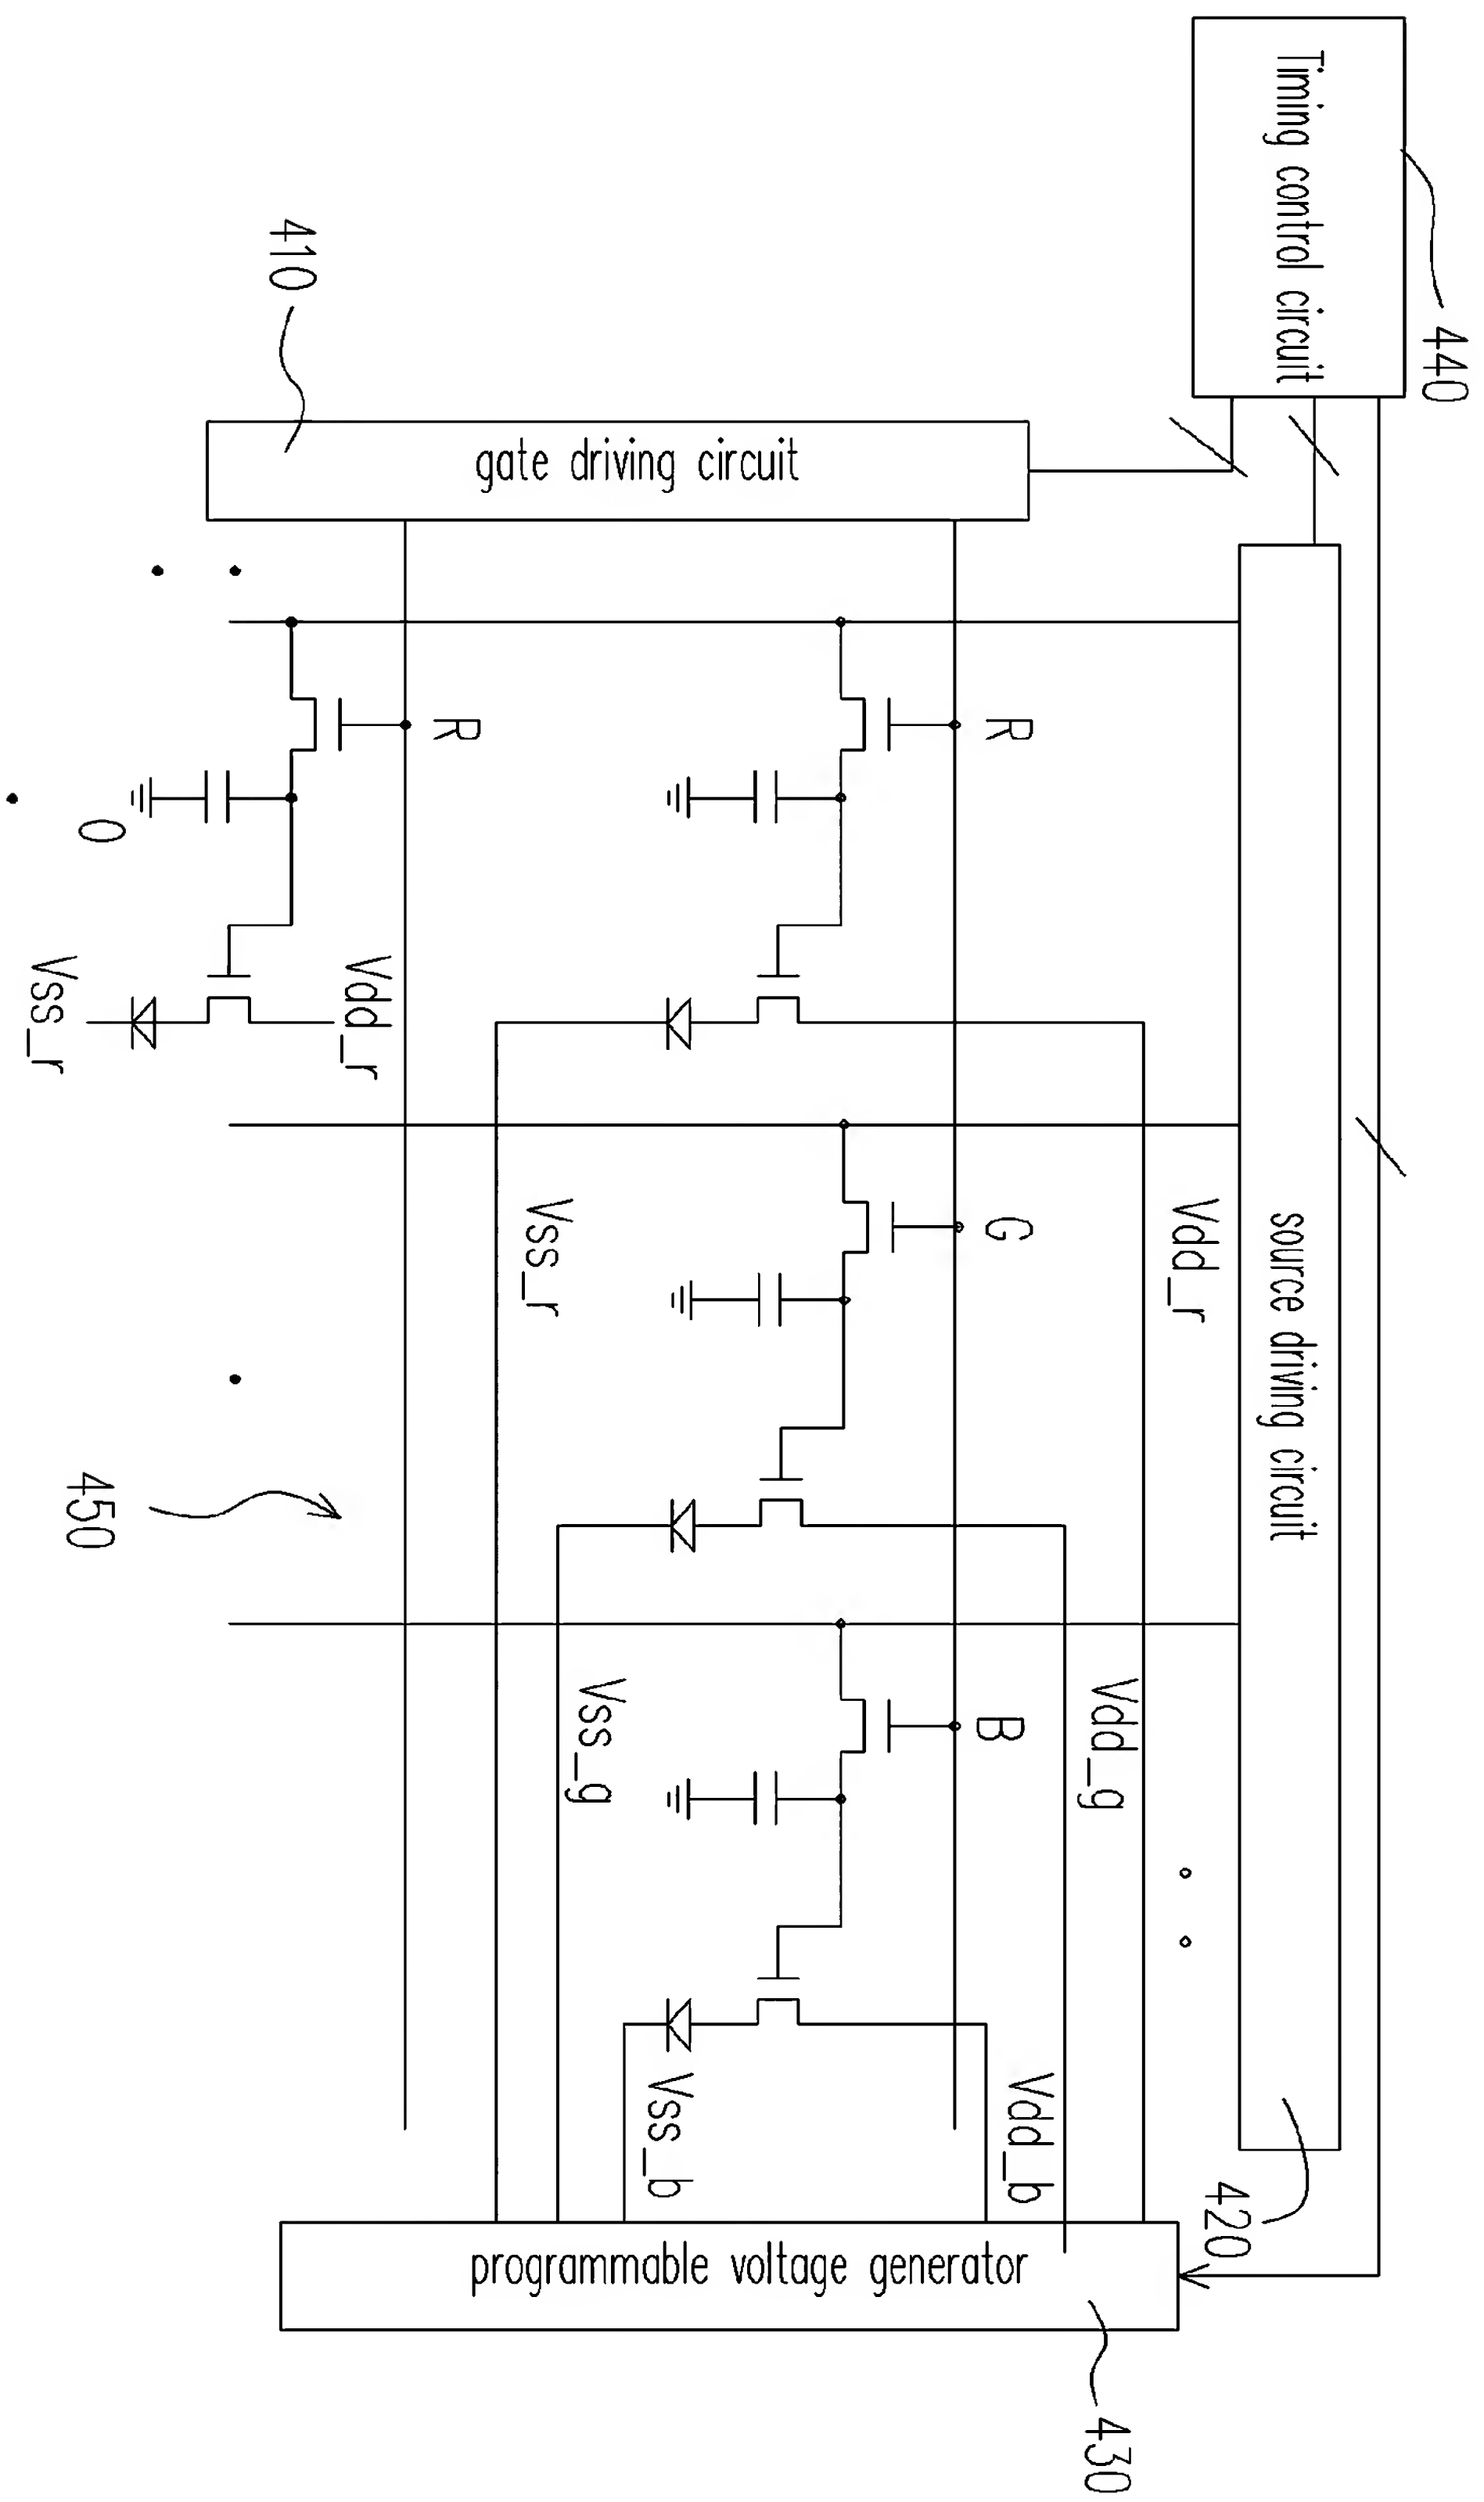 Timing control circuit
440
source driving circuit
420
410
gate driving circuit
R
G
B
Vdd_r
Vdd_g
Vdd_b
Vss_r
Vss_g
Vss_b
R
Vdd_r
Vss_r
0
450
programmable voltage generator
430